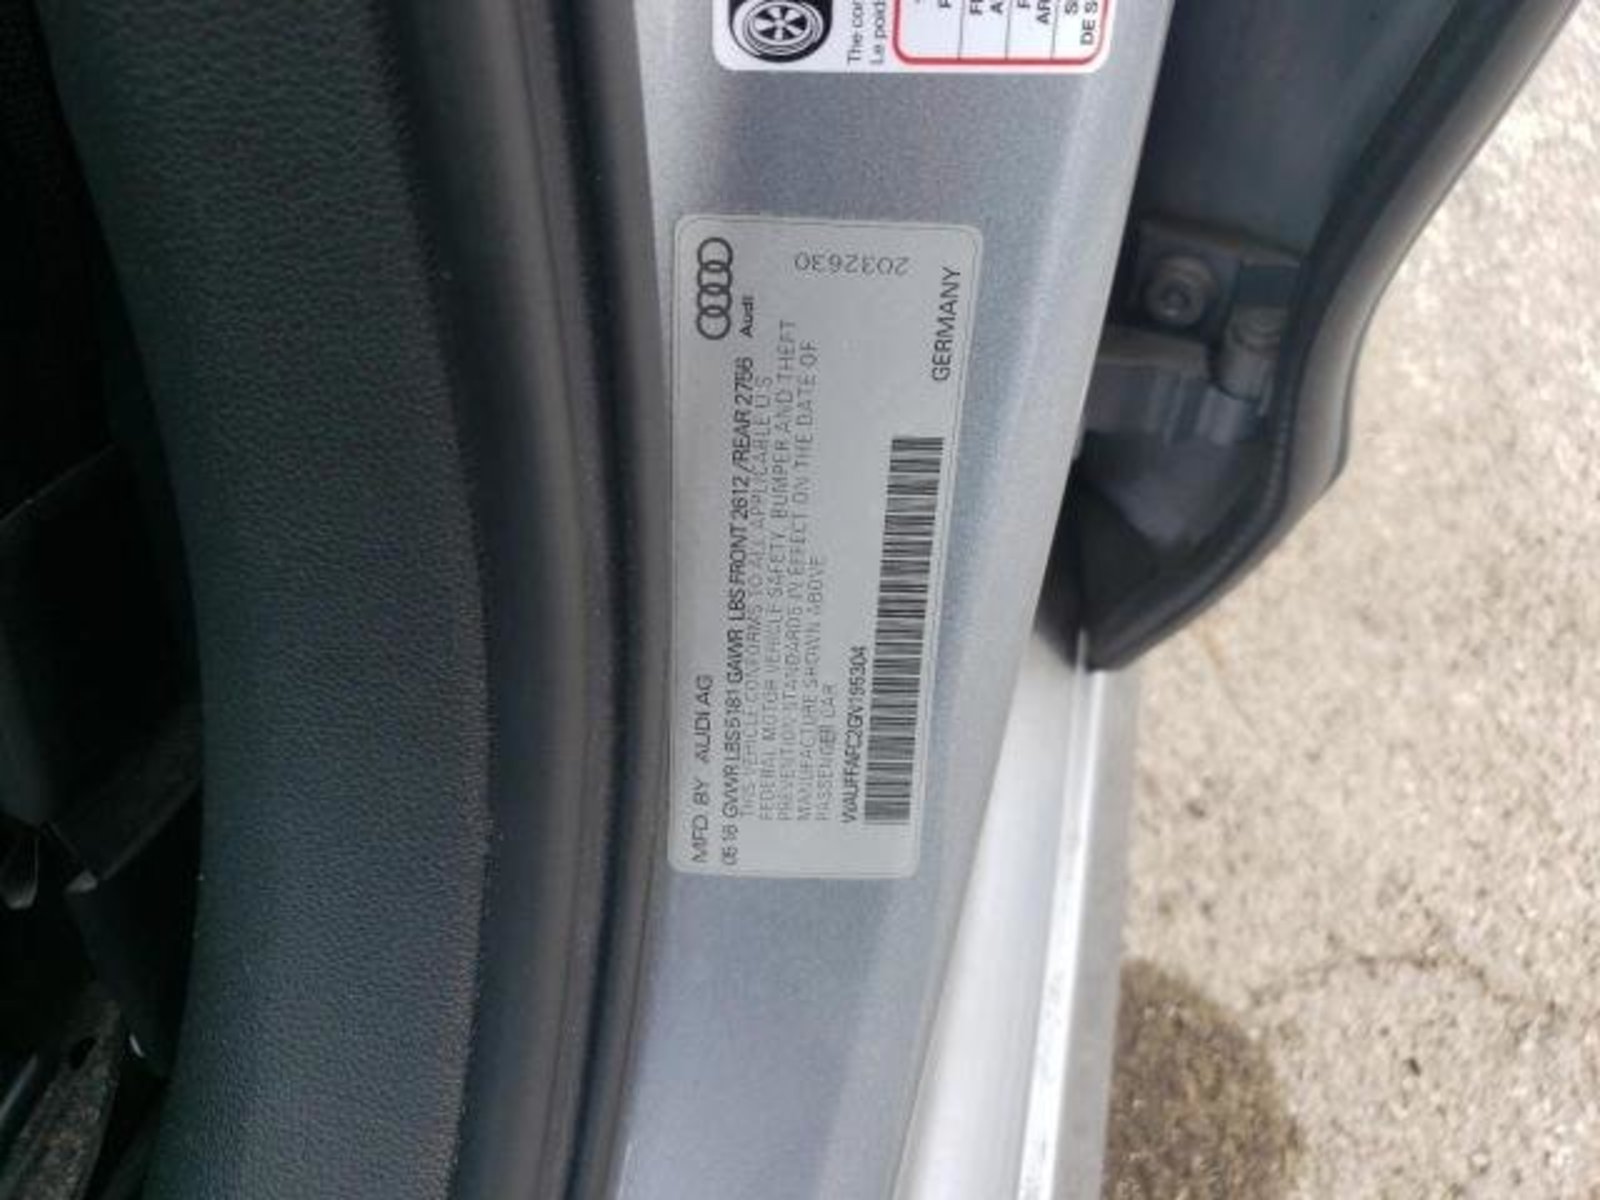 Audi
2032630
MFD BY AUDI AG
05 16 GVWR LBS 5181 GAWR LBS FRONT 2612 / REAR 2756
THIS VEHICLE CONFORMS TO ALL APPLICABLE U S
FEDERAL MOTOR VEHICLE SAFETY, BUMPER AND THEFT
PREVENTION STANDARDS IN EFFECT ON THE DATE OF
MANUFACTURE SHOWN ABOVE
PASSENGER CAR
WAUFFAFC2GN195304
GERMANY
The
Le